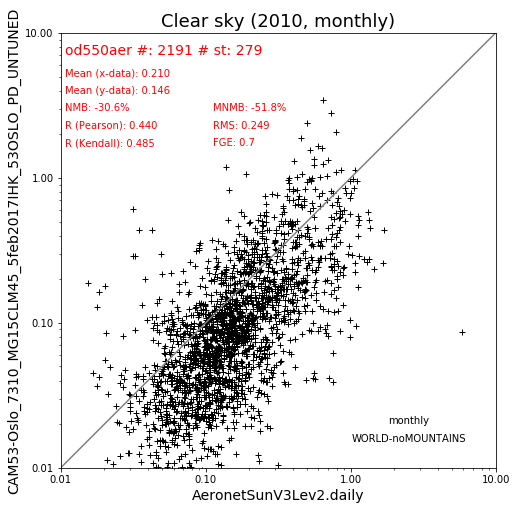 Clear sky (2010, monthly)
10.00
od550aer #: 2191 # st: 279
Mean (x-data): 0.210
Mean (y-data): 0.146
NMB: -30.6% MNMB: -51.8%
R (Pearson): 0.440 RMS: 0.249
R (Kendall): 0.485 FGE: 0.7
1.00
0.10
0.01
CAM53-Oslo_7310_MG15CLM45_5feb2017IHK_53OSLO_PD_UNTUNED
monthly
WORLD-noMOUNTAINS
0.01 0.10 1.00 10.00
AeronetSunV3Lev2.daily